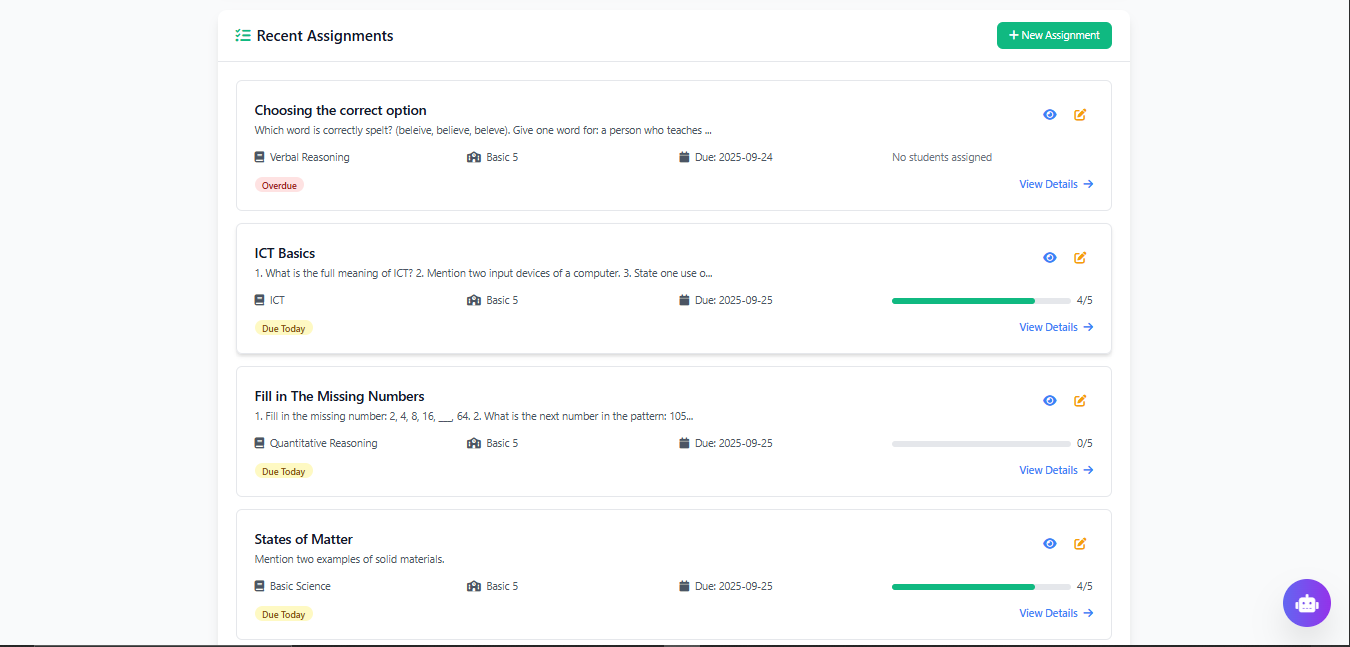 Recent Assignments
+ New Assignment
Choosing the correct option
Which word is correctly spelt? (beleive, believe, beleve). Give one word for: a person who teaches ...
Verbal Reasoning Basic 5 Due: 2025-09-24 No students assigned
Overdue View Details →
ICT Basics
1. What is the full meaning of ICT? 2. Mention two input devices of a computer. 3. State one use o...
ICT Basic 5 Due: 2025-09-25 4/5
Due Today View Details →
Fill in The Missing Numbers
1. Fill in the missing number: 2, 4, 8, 16, ___, 64. 2. What is the next number in the pattern: 105...
Quantitative Reasoning Basic 5 Due: 2025-09-25 0/5
Due Today View Details →
States of Matter
Mention two examples of solid materials.
Basic Science Basic 5 Due: 2025-09-25 4/5
Due Today View Details →